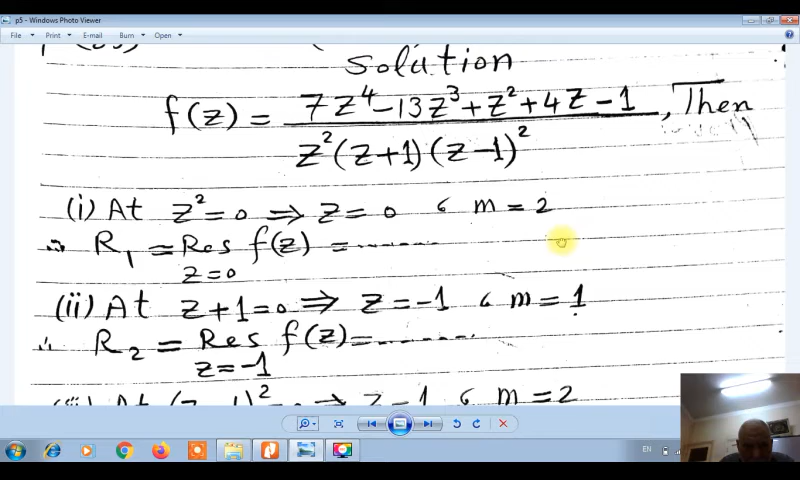 p5 - Windows Photo Viewer
File Print E-mail Burn Open
Solution
f(z) = 7z⁴-13z³+z²+4z-1 / z²(z+1)(z-1)² , Then
(i) At z²=0 ⇒ z=0 ، m=2
∴ R₁ = Res f(z) = ........
z=0
(ii) At z+1=0 ⇒ z=-1 ، m=1
∴ R₂ = Res f(z)=........
z=-1
⇒ z-1 ، m=2
EN